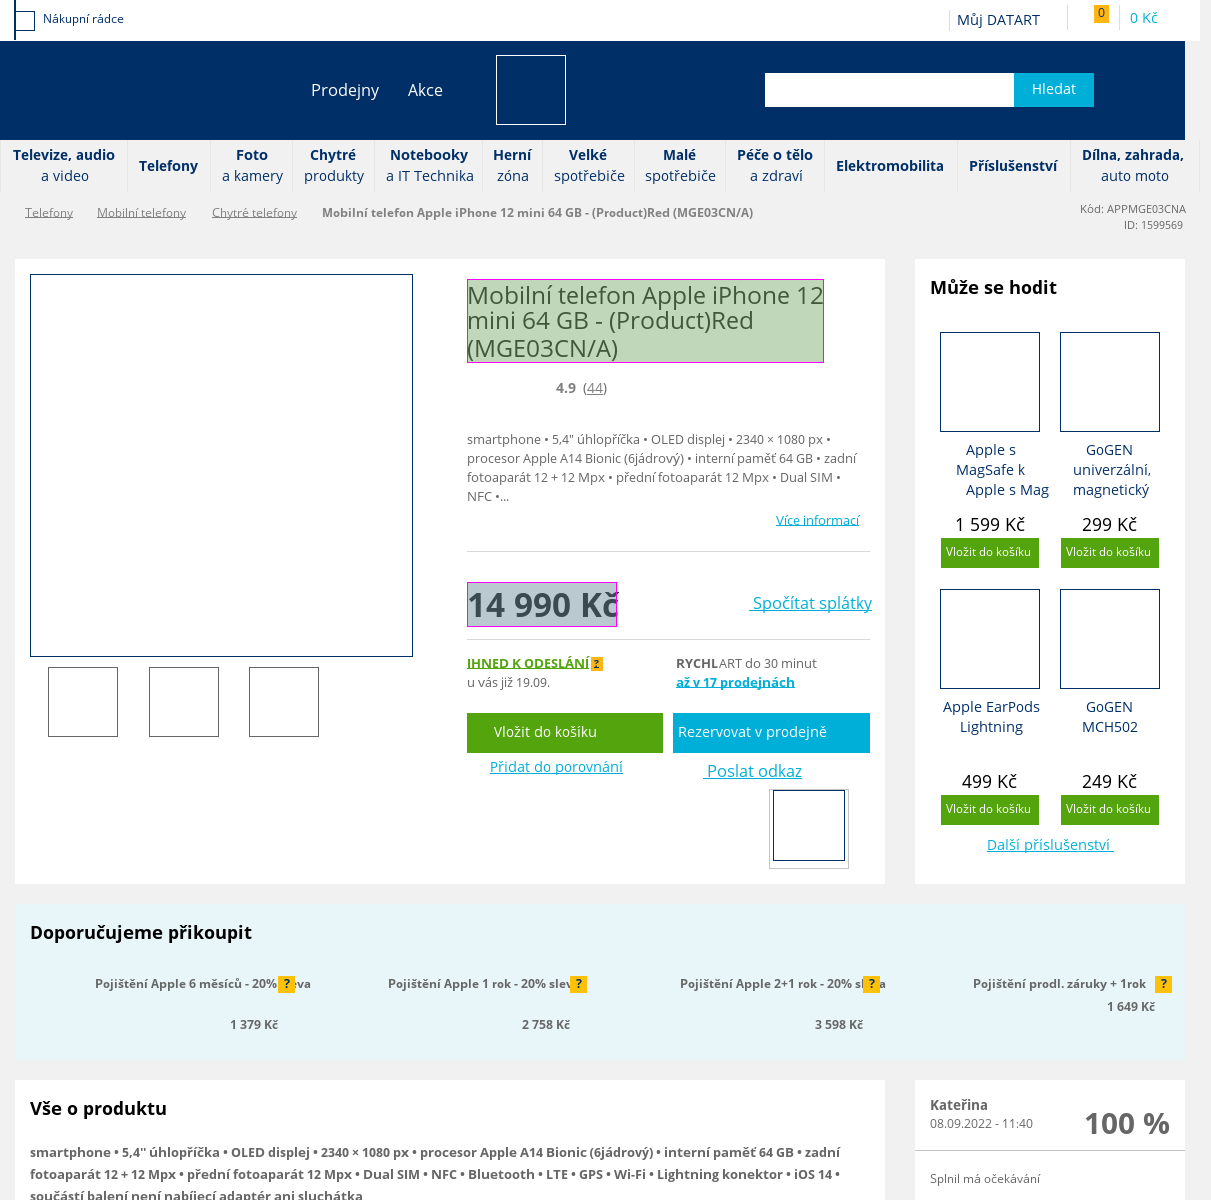 Nákupní rádce
Můj DATART
0
0 Kč
Prodejny
Akce
Hledat
Televize, audio
a video
Telefony
Foto
a kamery
Chytré
produkty
Notebooky
a IT Technika
Herní
zóna
Velké
spotřebiče
Malé
spotřebiče
Péče o tělo
a zdraví
Elektromobilita
Příslušenství
Dílna, zahrada,
auto moto
Telefony
Mobilní telefony
Chytré telefony
Mobilní telefon Apple iPhone 12 mini 64 GB - (Product)Red (MGE03CN/A)
Kód: APPMGE03CNA
ID: 1599569
Mobilní telefon Apple iPhone 12
mini 64 GB - (Product)Red
(MGE03CN/A)
4.9 (44)
smartphone • 5,4" úhlopříčka • OLED displej • 2340 × 1080 px •
procesor Apple A14 Bionic (6jádrový) • interní paměť 64 GB • zadní
fotoaparát 12 + 12 Mpx • přední fotoaparát 12 Mpx • Dual SIM •
NFC •...
Více informací
14 990 Kč
Spočítat splátky
IHNED K ODESLÁNÍ ?
u vás již 19.09.
RYCHLART do 30 minut
až v 17 prodejnách
Vložit do košíku
Rezervovat v prodejně
Přidat do porovnání
Poslat odkaz
Může se hodit
Apple s
MagSafe k
Apple s Mag
GoGEN
univerzální,
magnetický
1 599 Kč
299 Kč
Vložit do košíku
Vložit do košíku
Apple EarPods
Lightning
GoGEN
MCH502
499 Kč
249 Kč
Vložit do košíku
Vložit do košíku
Další příslušenství
Doporučujeme přikoupit
Pojištění Apple 6 měsíců - 20% ?
1 379 Kč
Pojištění Apple 1 rok - 20% slev ?
2 758 Kč
Pojištění Apple 2+1 rok - 20% ?
3 598 Kč
Pojištění prodl. záruky + 1rok ?
1 649 Kč
Vše o produktu
smartphone • 5,4'' úhlopříčka • OLED displej • 2340 × 1080 px • procesor Apple A14 Bionic (6jádrový) • interní paměť 64 GB • zadní
fotoaparát 12 + 12 Mpx • přední fotoaparát 12 Mpx • Dual SIM • NFC • Bluetooth • LTE • GPS • Wi-Fi • Lightning konektor • iOS 14 •
součástí balení není nabíjecí adaptér ani sluchátka
Kateřina
08.09.2022 - 11:40
100 %
Splnil má očekávání